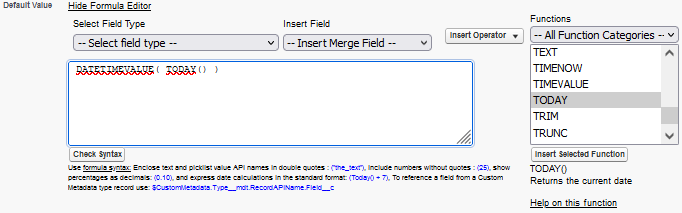 Default Value
Hide Formula Editor
Select Field Type
Insert Field
Functions
-- Select field type --
-- Insert Merge Field --
Insert Operator
-- All Function Categories --
DATETIMEVALUE( TODAY() )
TEXT
TIMENOW
TIMEVALUE
TODAY
TRIM
TRUNC
Check Syntax
Insert Selected Function
Use formula syntax: Enclose text and picklist value API names in double quotes : ("the_text"), include numbers without quotes : (25), show
percentages as decimals: (0.10), and express date calculations in the standard format: (Today() + 7), To reference a field from a Custom
Metadata type record use: $CustomMetadata.Type__mdt.RecordAPIName.Field__c
TODAY()
Returns the current date
Help on this function